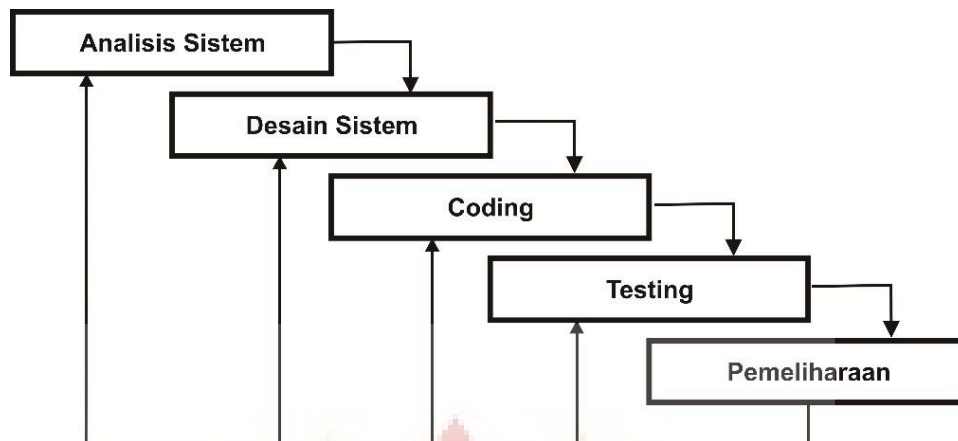 Analisis Sistem
Desain Sistem
Coding
Testing
Pemeliharaan